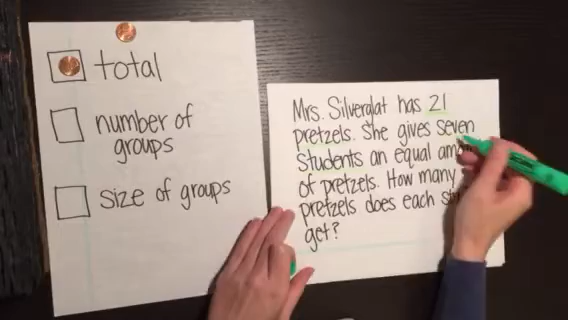 total
number of
groups
size of groups
Mrs. Silverglat has 21
pretzels. She gives seven
students an equal
of pretzels. How many
pretzels does each
get?